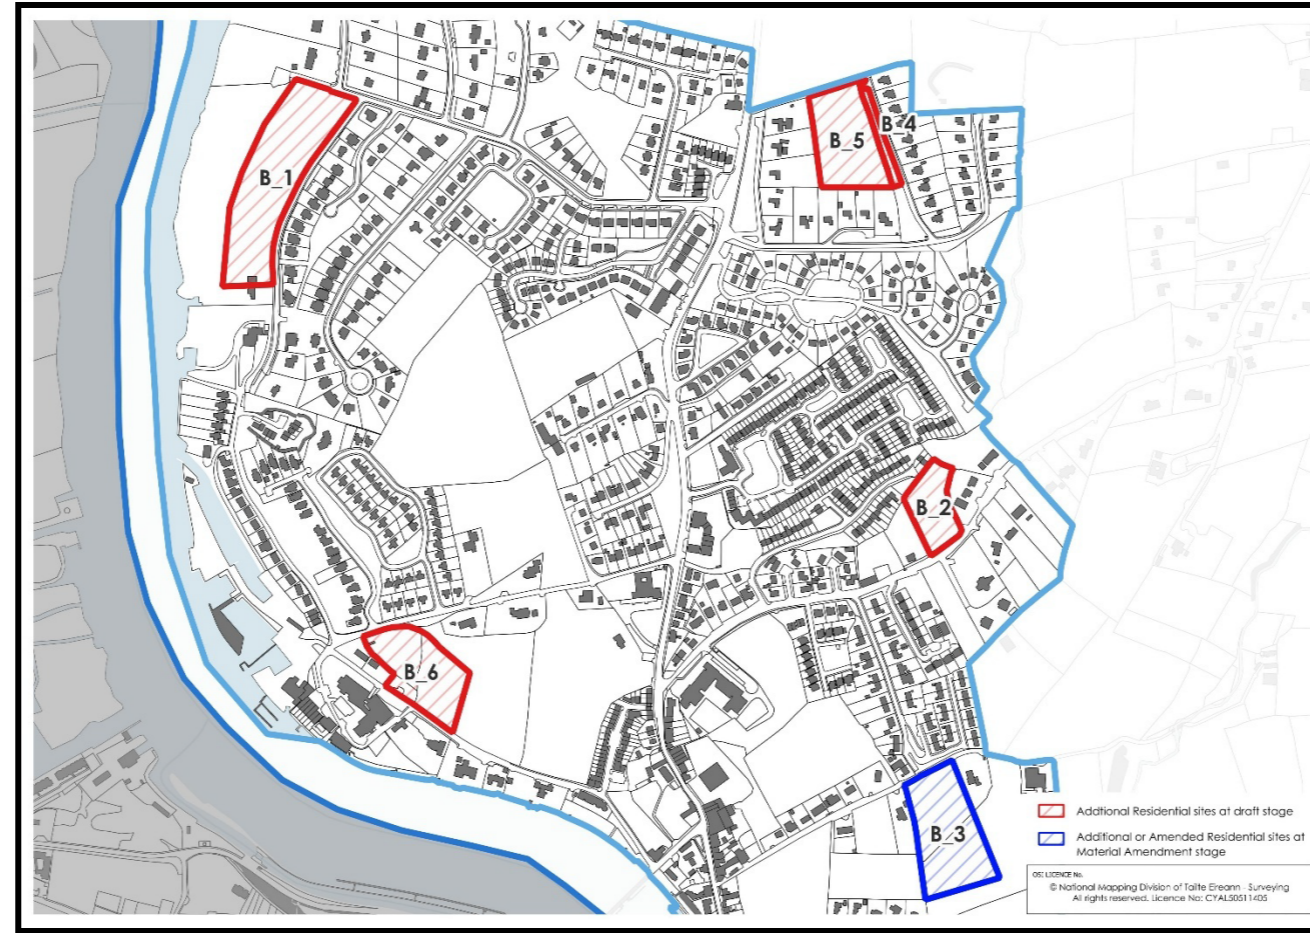 B_1
B_5
B_4
B_2
B_6
B_3
Addtional Residential sites at draft stage
Additional or Amended Residential sites at
Material Amendment stage
OSi LICENCE No.
© National Mapping Division of Tailte Eireann - Surveying
All rights reserved. Licence No: CYAL50511405